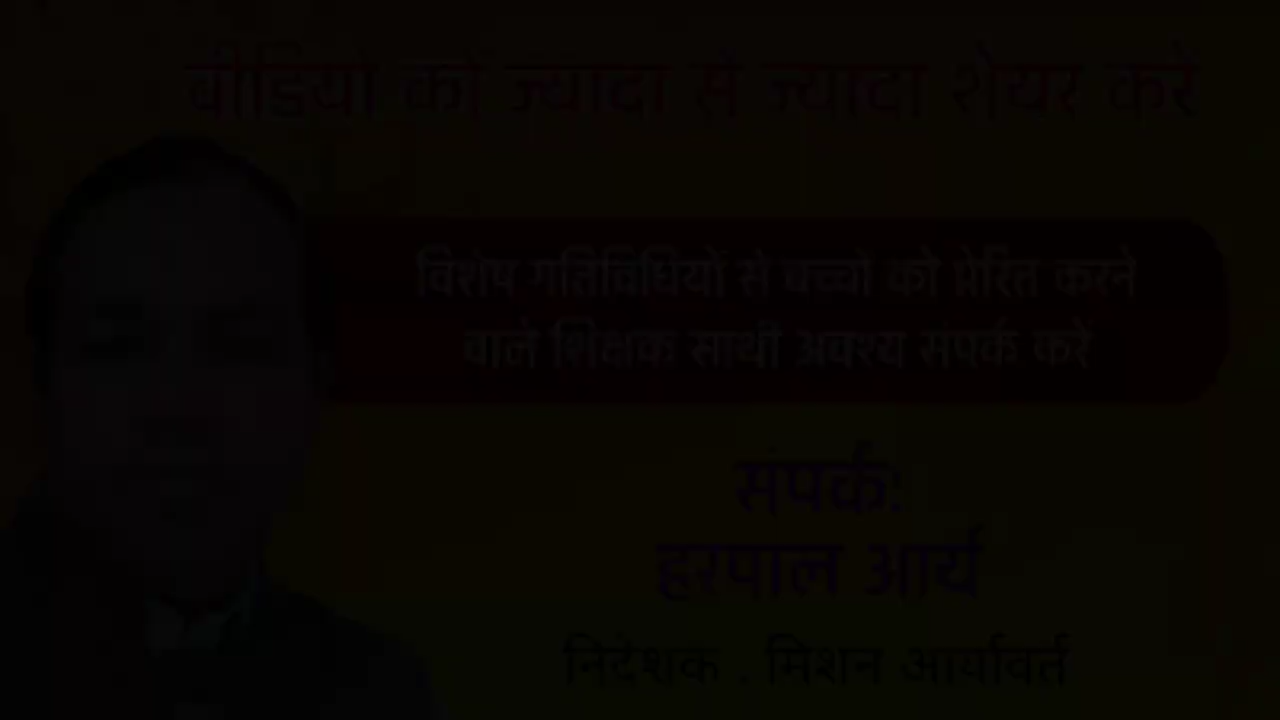 वीडियो को ज्यादा से ज्यादा शेयर करें
विशेष गतिविधियों से बच्चों को प्रेरित करने
वाले शिक्षक साथी अवश्य संपर्क करें
संपर्क:
हरपाल आर्य
निदेशक . मिशन आर्यावर्त